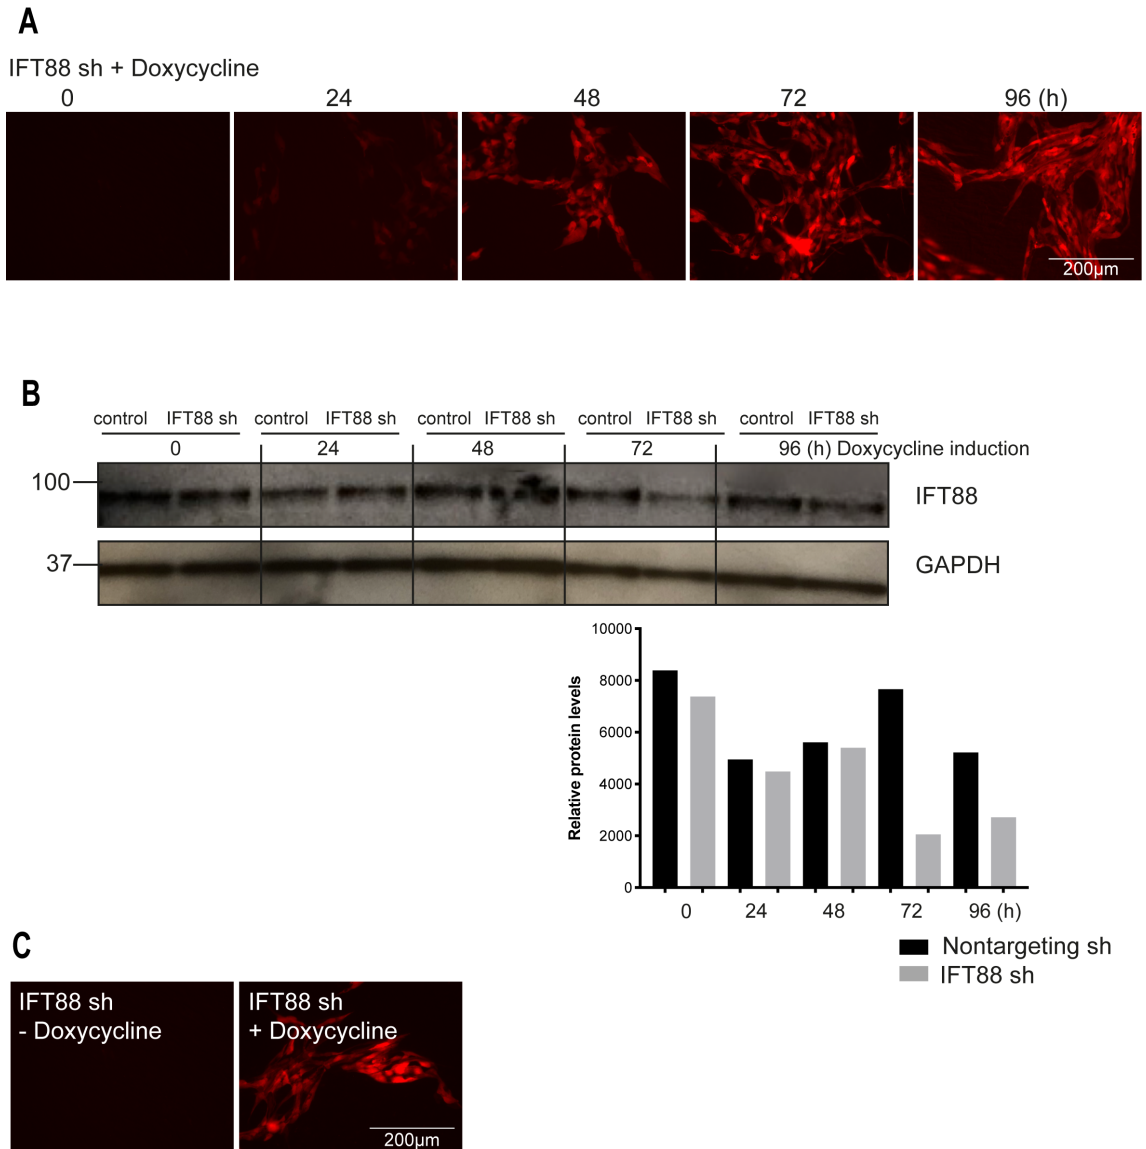 A
IFT88 sh + Doxycycline
0 24 48 72 96 (h)
200µm
B
control IFT88 sh control IFT88 sh control IFT88 sh control IFT88 sh control IFT88 sh
0 24 48 72 96 (h) Doxycycline induction
100 IFT88
37 GAPDH
10000
8000
6000
4000
2000
0
Relative protein levels
0 24 48 72 96 (h)
Nontargeting sh
IFT88 sh
C
IFT88 sh
- Doxycycline
IFT88 sh
+ Doxycycline
200µm